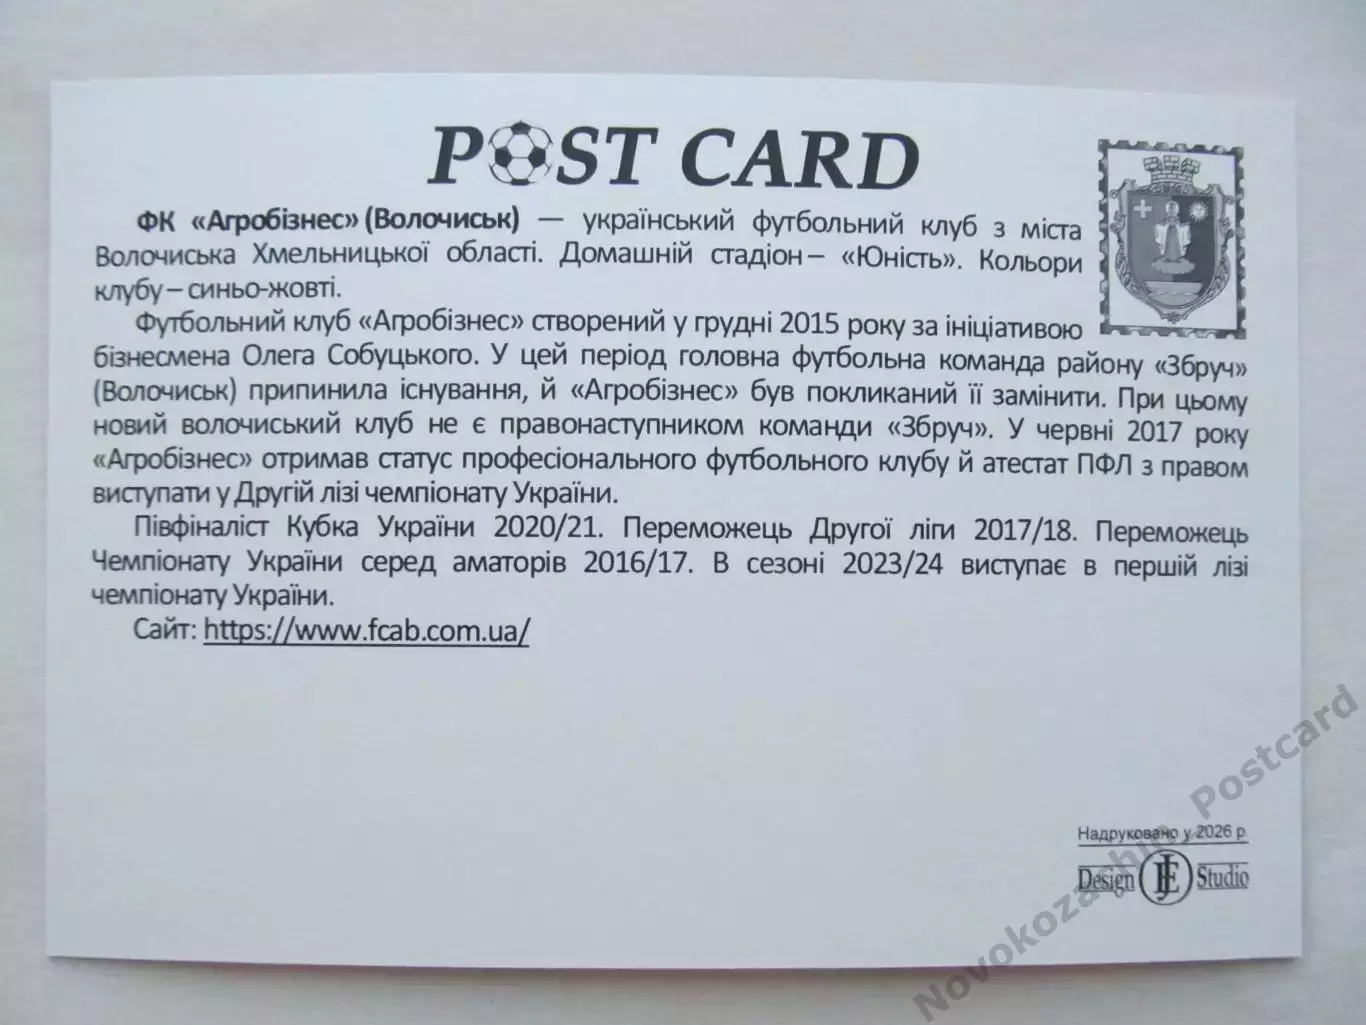 POST CARD
ФК «Агробізнес» (Волочиськ) — український футбольний клуб з міста
Волочиська Хмельницької області. Домашній стадіон – «Юність». Кольори
клубу – синьо-жовті.
Футбольний клуб «Агробізнес» створений у грудні 2015 року за ініціативою
бізнесмена Олега Собуцького. У цей період головна футбольна команда району «Збруч»
(Волочиськ) припинила існування, й «Агробізнес» був покликаний її замінити. При цьому
новий волочиський клуб не є правонаступником команди «Збруч». У червні 2017 року
«Агробізнес» отримав статус професіонального футбольного клубу й атестат ПФЛ з правом
виступати у Другій лізі чемпіонату України.
Півфіналіст Кубка України 2020/21. Переможець Другої ліги 2017/18. Переможець
Чемпіонату України серед аматорів 2016/17. В сезоні 2023/24 виступає в першій лізі
чемпіонату України.
Сайт: https://www.fcab.com.ua/
Надруковано у 2026 р.
Design JE Studio
Novokozachin_Postcard